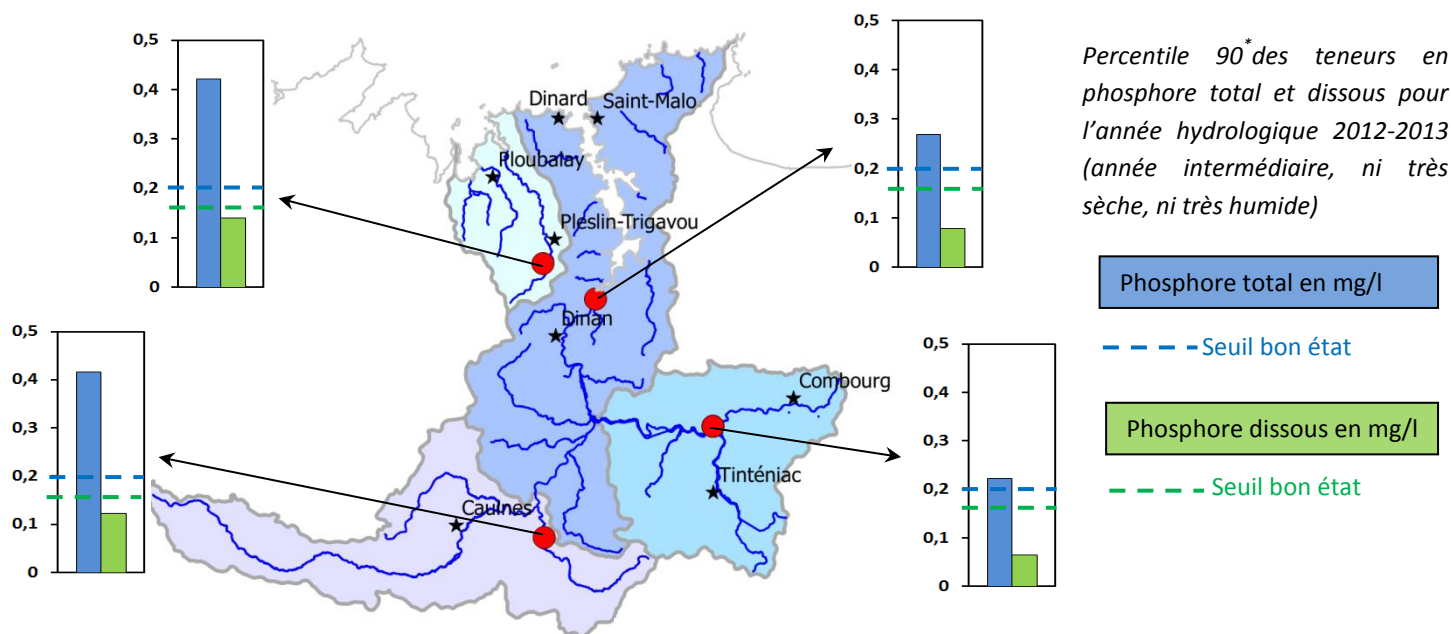 0,5
0,4
0,3
0,2
0,1
0
0,5
0,4
0,3
0,2
0,1
0
Percentile 90* des teneurs en
phosphore total et dissous pour
l'année hydrologique 2012-2013
(année intermédiaire, ni très
sèche, ni très humide)
Phosphore total en mg/l
Seuil bon état
Phosphore dissous en mg/l
Seuil bon état
Dinard
Saint-Malo
Ploubalay
Pleslin-Trigavou
Dinan
Combourg
Tinténiac
Caulnes
0,5
0,4
0,3
0,2
0,1
0
0,5
0,4
0,3
0,2
0,1
0